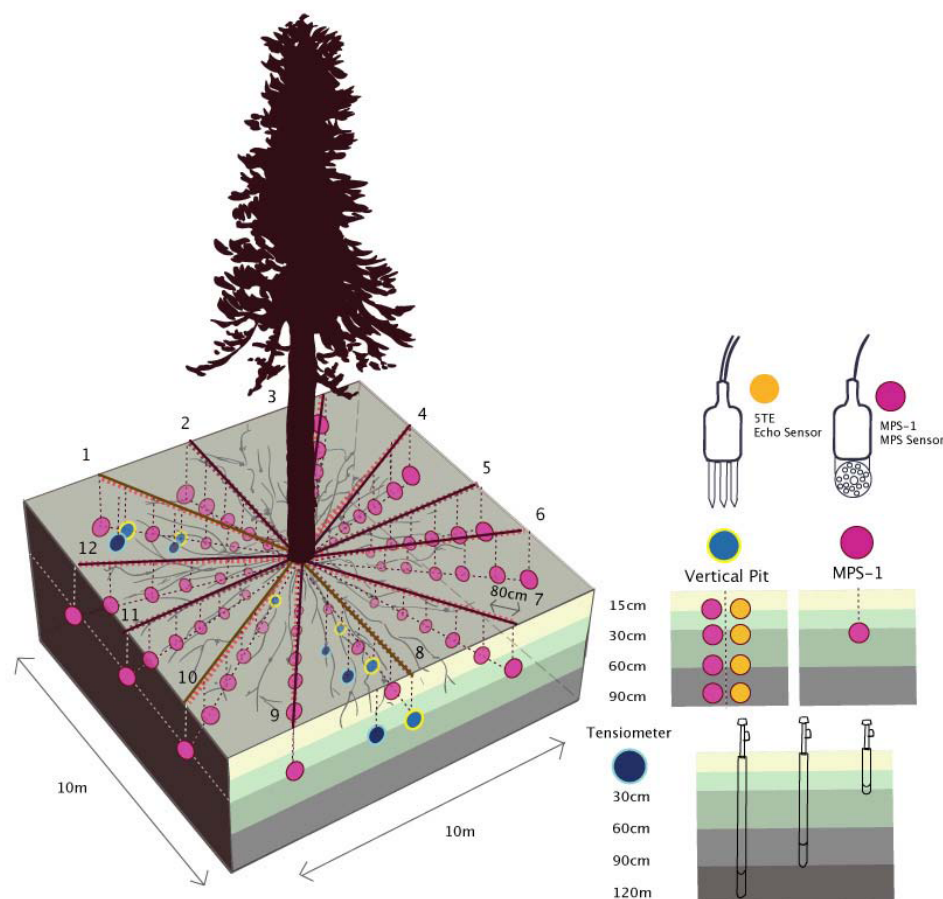 3
4
2
5
1
6
12
80cm 7
11
10
8
9
10m
10m
5TE
Echo Sensor
MPS-1
MPS Sensor
Vertical Pit
MPS-1
15cm
30cm
60cm
90cm
Tensiometer
30cm
60cm
90cm
120m